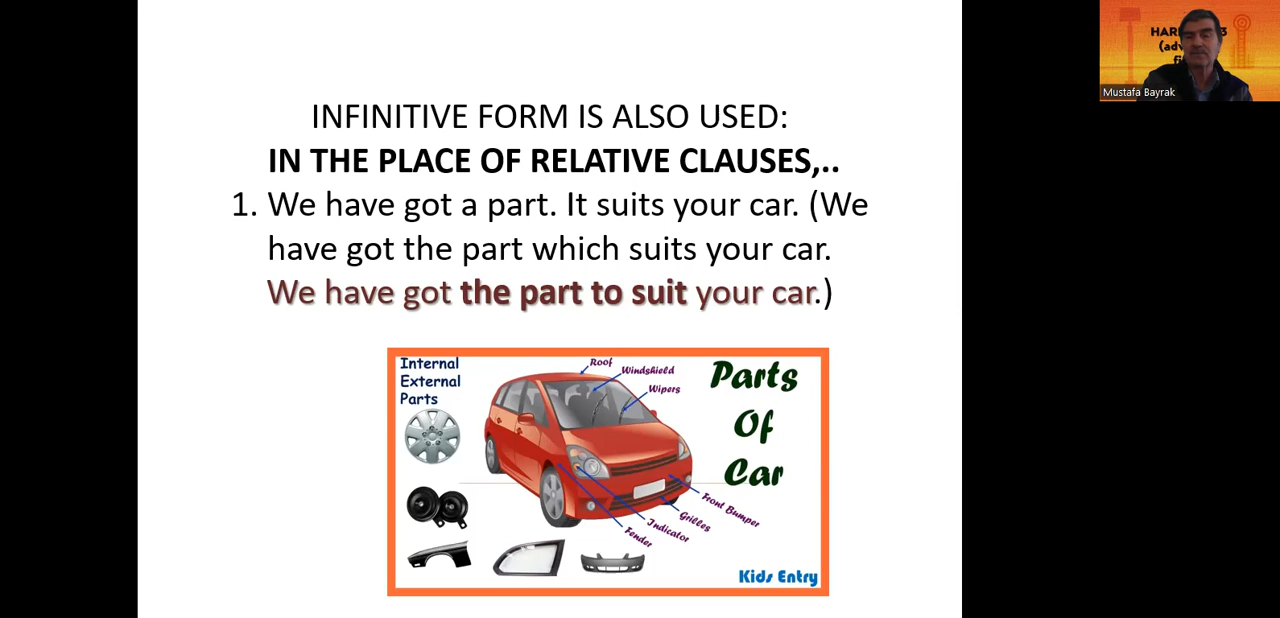 INFINITIVE FORM IS ALSO USED:
IN THE PLACE OF RELATIVE CLAUSES,..
1. We have got a part. It suits your car. (We
have got the part which suits your car.
We have got the part to suit your car.)
Internal
External
Parts
Roof
Windshield
Wipers
Parts
Of
Car
Front Bumper
Grilles
Indicator
Fender
Kids Entry
Mustafa Bayrak